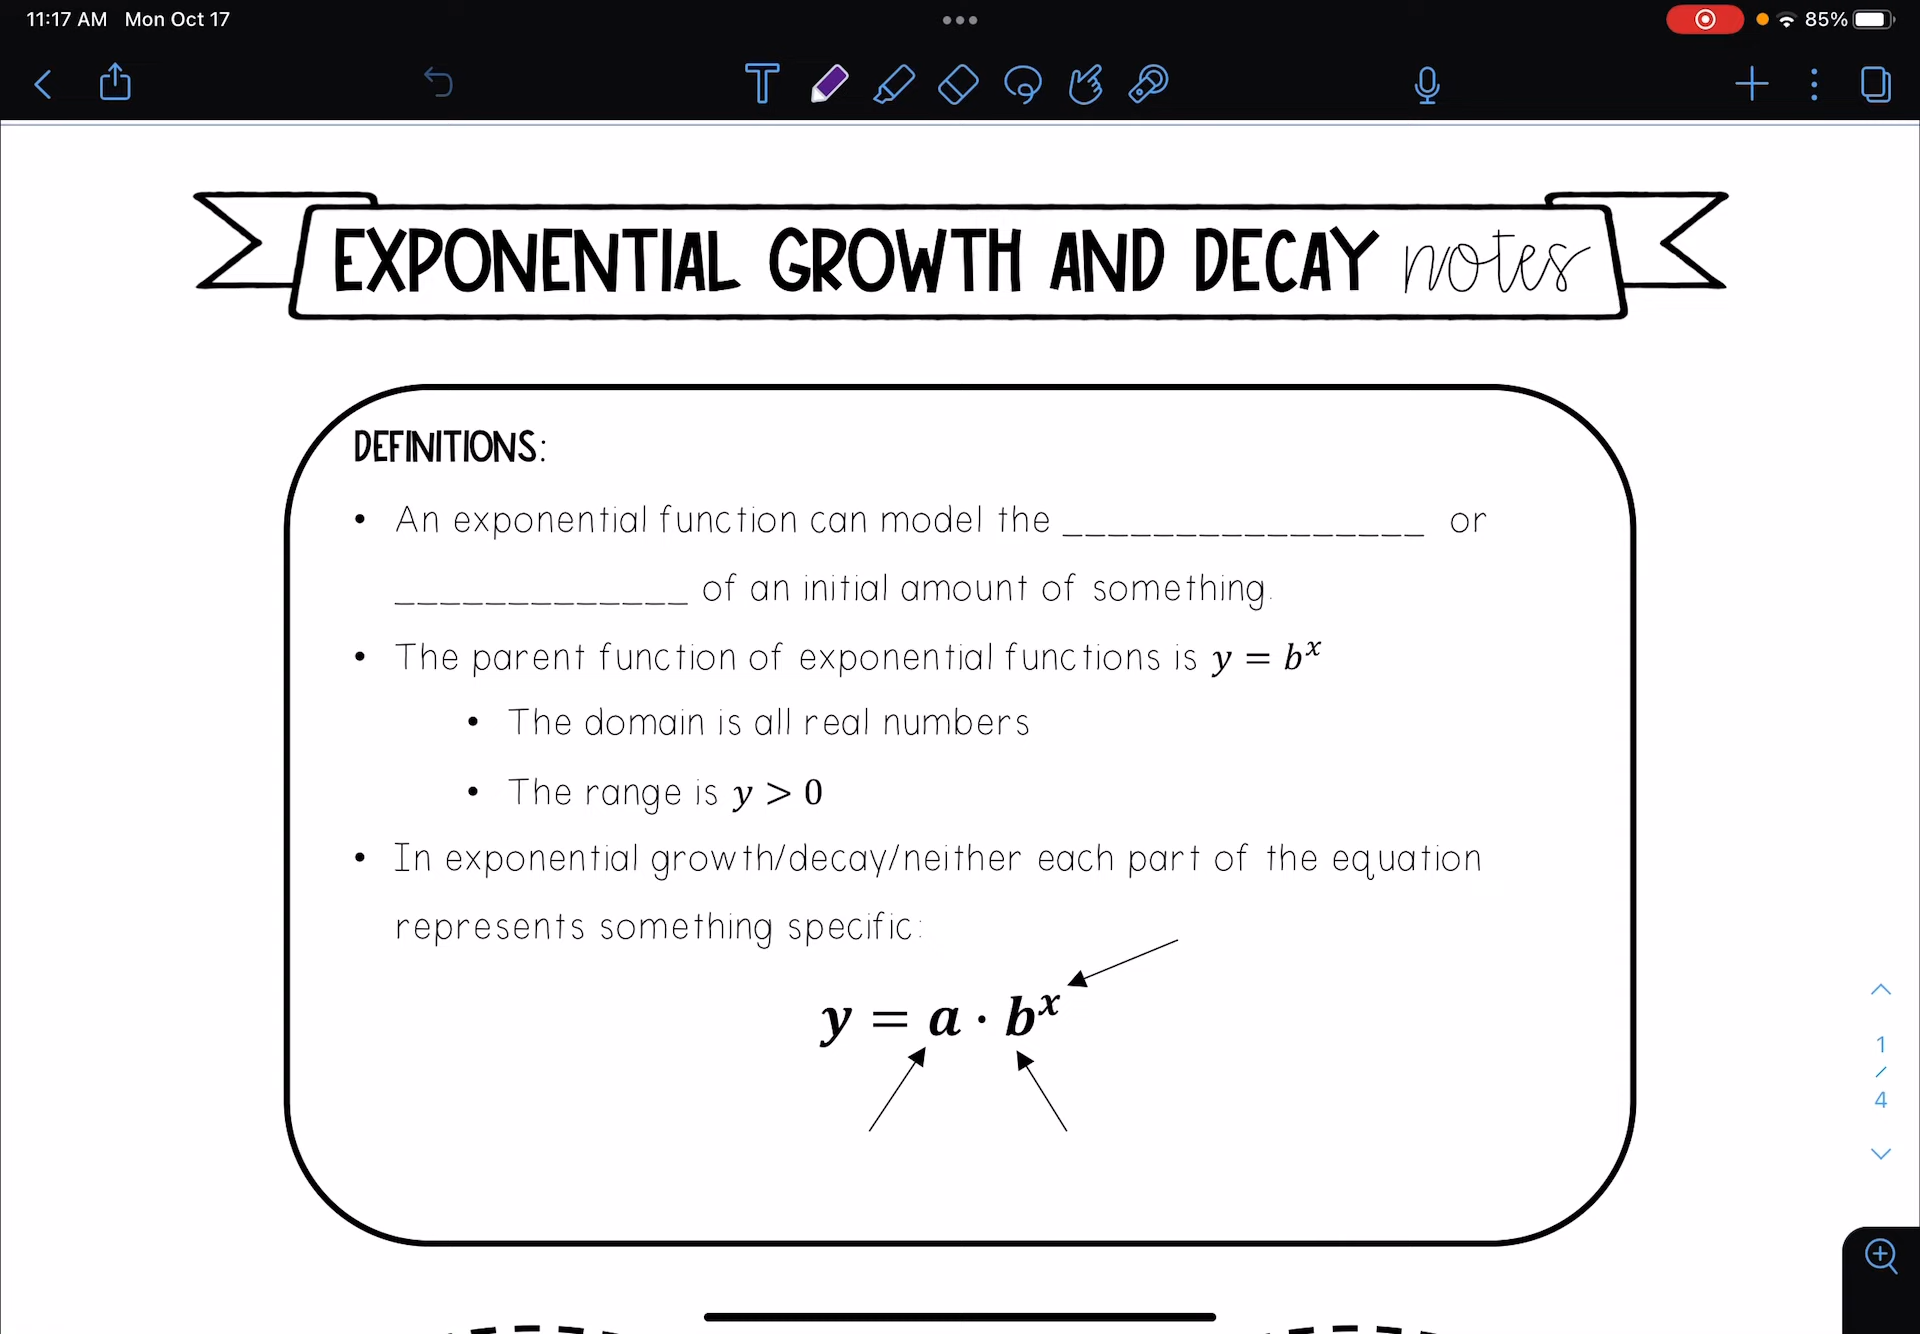 11:17 AM Mon Oct 17
85%
EXPONENTIAL GROWTH AND DECAY notes
DEFINITIONS:
• An exponential function can model the ________________ or
_____________ of an initial amount of something.
• The parent function of exponential functions is y = bˣ
• The domain is all real numbers
• The range is y > 0
• In exponential growth/decay/neither each part of the equation
represents something specific:
y = a · bˣ
1
/
4